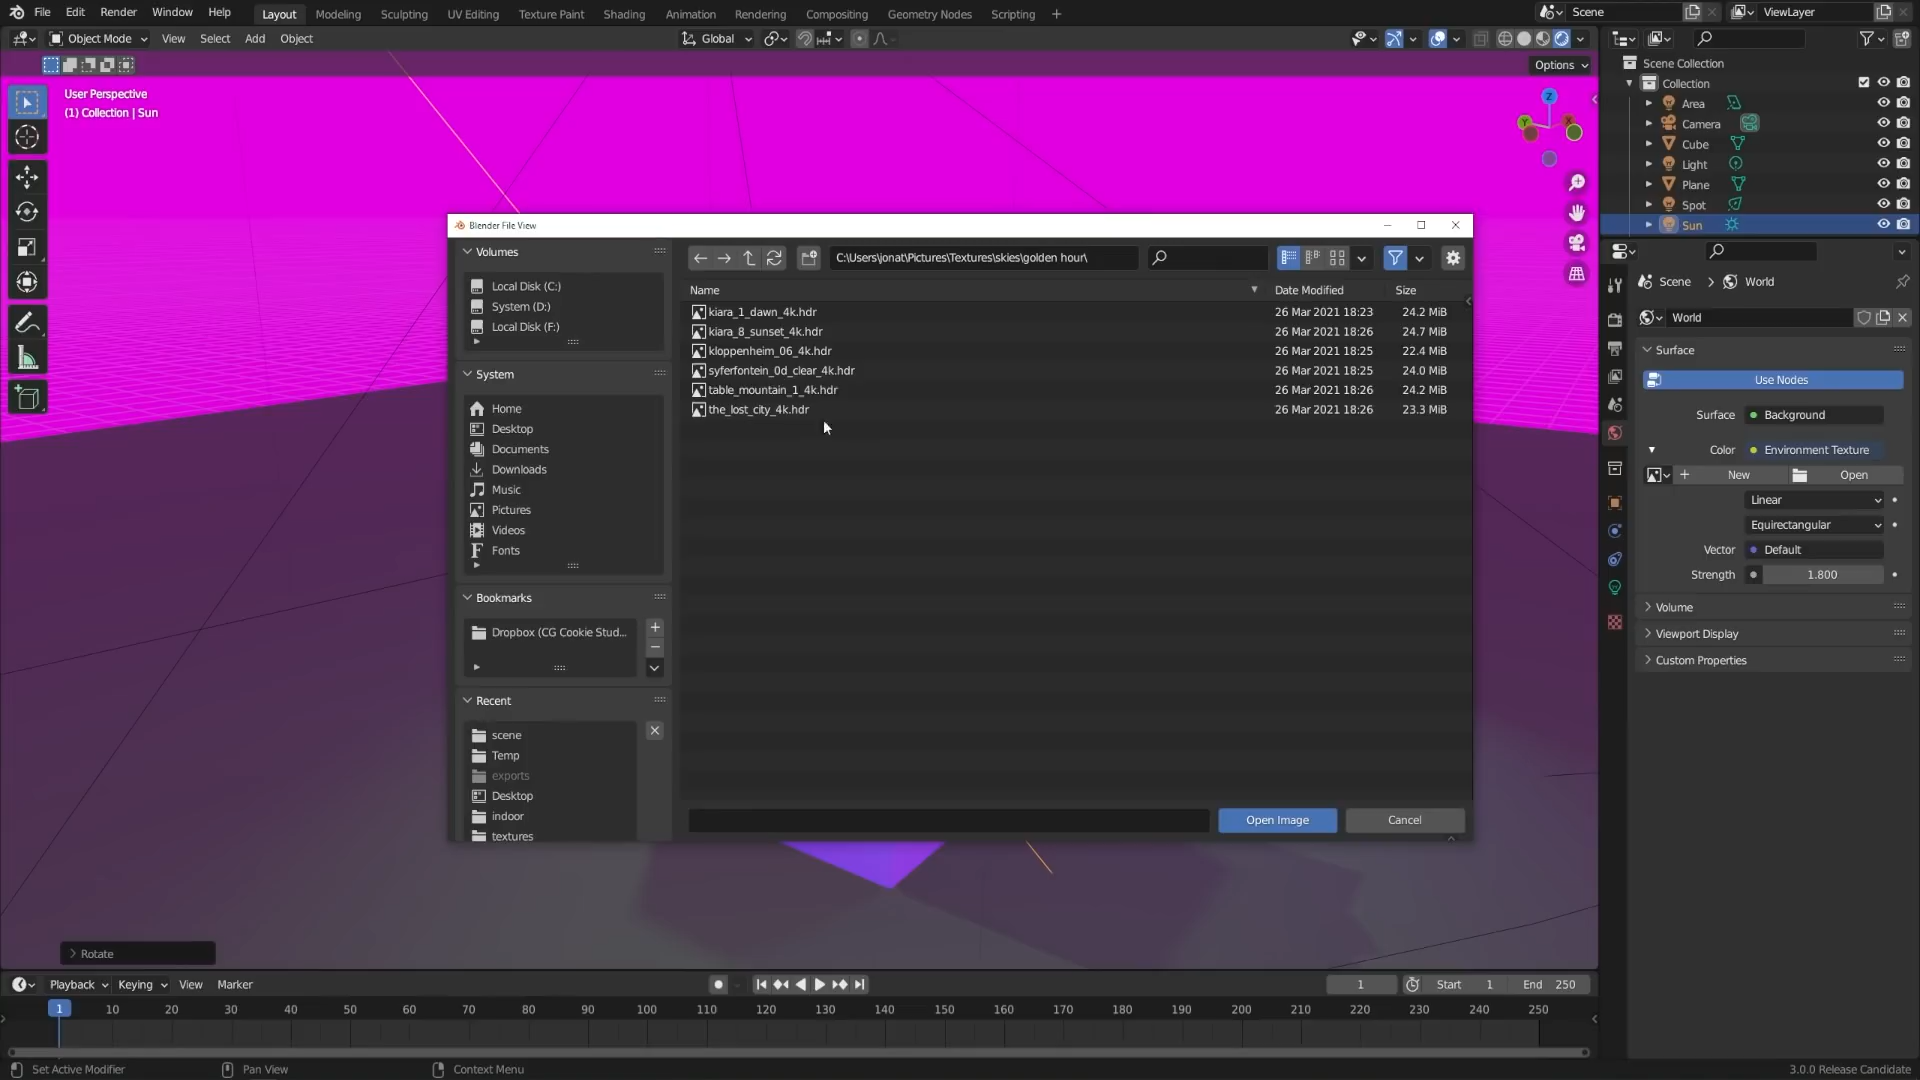 File Edit Render Window Help Layout Modeling Sculpting UV Editing Texture Paint Shading Animation Rendering Compositing Geometry Nodes Scripting + Scene ViewLayer
Object Mode View Select Add Object Global
Options
User Perspective
(1) Collection | Sun
Z
Y
X
Scene Collection
Collection
Area
Camera
Cube
Light
Plane
Spot
Sun
Blender File View
Volumes
Local Disk (C:)
System (D:)
Local Disk (F:)
System
Home
Desktop
Documents
Downloads
Music
Pictures
Videos
Fonts
Bookmarks
Dropbox (CG Cookie Stud...
Recent
scene
Temp
exports
Desktop
indoor
textures
C:\Users\jonat\Pictures\Textures\skies\golden hour\
Name Date Modified Size
kiara_1_dawn_4k.hdr 26 Mar 2021 18:23 24.2 MiB
kiara_8_sunset_4k.hdr 26 Mar 2021 18:26 24.7 MiB
kloppenheim_06_4k.hdr 26 Mar 2021 18:25 22.4 MiB
syferfontein_0d_clear_4k.hdr 26 Mar 2021 18:25 24.0 MiB
table_mountain_1_4k.hdr 26 Mar 2021 18:26 24.2 MiB
the_lost_city_4k.hdr 26 Mar 2021 18:26 23.3 MiB
Open Image Cancel
Scene World
World
Surface
Use Nodes
Surface Background
Color Environment Texture
New Open
Linear
Equirectangular
Vector Default
Strength 1.800
Volume
Viewport Display
Custom Properties
Rotate
Playback Keying View Marker 1 Start 1 End 250
1 10 20 30 40 50 60 70 80 90 100 110 120 130 140 150 160 170 180 190 200 210 220 230 240 250
Set Active Modifier Pan View Context Menu 3.0.0 Release Candidate